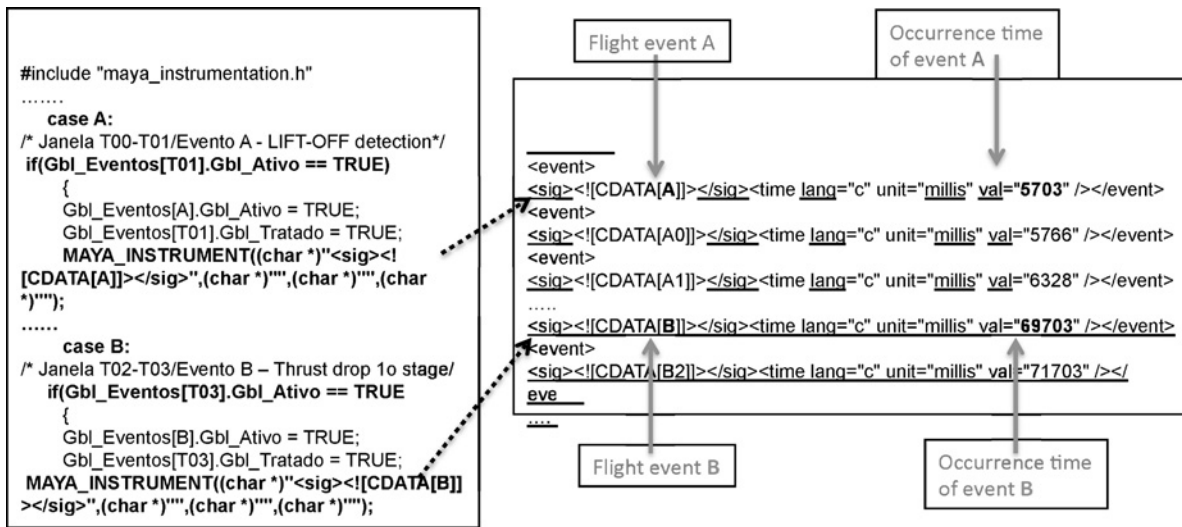 #include "maya_instrumentation.h"
.......
case A:
/* Janela T00-T01/Evento A - LIFT-OFF detection*/
if(Gbl_Eventos[T01].Gbl_Ativo == TRUE)
{
Gbl_Eventos[A].Gbl_Ativo = TRUE;
Gbl_Eventos[T01].Gbl_Tratado = TRUE;
MAYA_INSTRUMENT((char *)"<sig><!
[CDATA[A]]></sig>",(char *)"",(char *)"",(char
*)"");
......
case B:
/* Janela T02-T03/Evento B – Thrust drop 1o stage/
if(Gbl_Eventos[T03].Gbl_Ativo == TRUE
{
Gbl_Eventos[B].Gbl_Ativo = TRUE;
Gbl_Eventos[T03].Gbl_Tratado = TRUE;
MAYA_INSTRUMENT((char *)"<sig><![CDATA[B]]
></sig>",(char *)"",(char *)"",(char *)"");
Flight event A
Occurrence time
of event A
<event>
<sig><![CDATA[A]]></sig><time lang="c" unit="millis" val="5703" /></event>
<event>
<sig><![CDATA[A0]]></sig><time lang="c" unit="millis" val="5766" /></event>
<event>
<sig><![CDATA[A1]]></sig><time lang="c" unit="millis" val="6328" /></event>
.....
<sig><![CDATA[B]]></sig><time lang="c" unit="millis" val="69703" /></event>
<event>
<sig><![CDATA[B2]]></sig><time lang="c" unit="millis" val="71703" /></
eve
....
Flight event B
Occurrence time
of event B